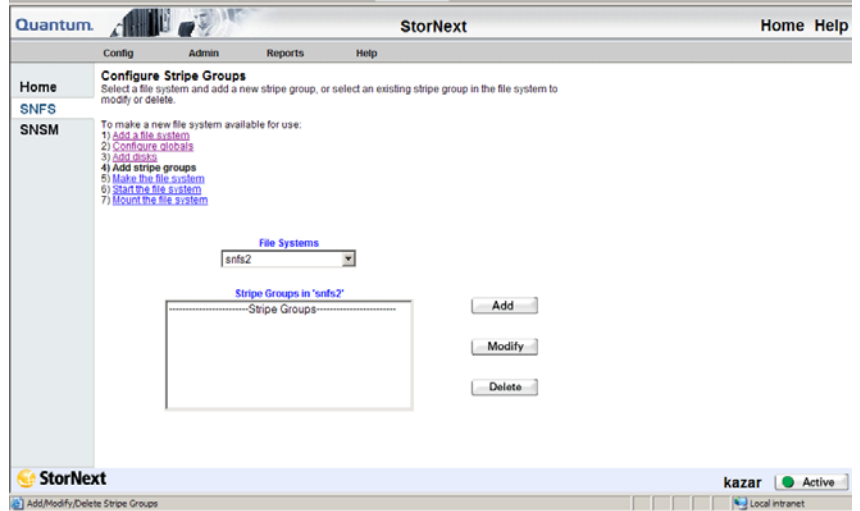 Quantum.
StorNext
Home Help
Config Admin Reports Help
Home
SNFS
SNSM
Configure Stripe Groups
Select a file system and add a new stripe group, or select an existing stripe group in the file system to
modify or delete.
To make a new file system available for use:
1) Add a file system
2) Configure globals
3) Add disks
4) Add stripe groups
5) Make the file system
6) Start the file system
7) Mount the file system
File Systems
snfs2
Stripe Groups in 'snfs2'
------------------------Stripe Groups------------------------
Add
Modify
Delete
StorNext
kazar
Active
Add/Modify/Delete Stripe Groups
Local intranet